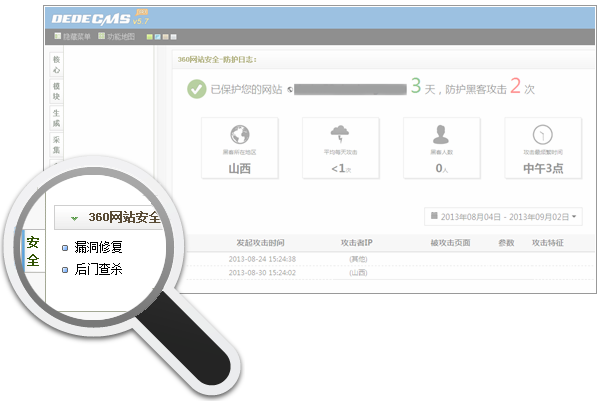 DEDECMS V5.7
隐藏菜单 功能地图
核心
模块
生成
采集
360网站安全-防护日志:
已保护您的网站 3 天，防护黑客攻击 2 次
黑客所在地区 平均每天攻击 黑客人数 攻击最频繁时间
山西 <1次 0人 中午3点
2013年08月04日 - 2013年09月02日
发起攻击时间 攻击者IP 被攻击页面 参数 攻击特征
2013-08-24 15:24:38 (其他)
2013-08-30 15:24:02 (山西)
360网站安全
安全
漏洞修复
后门查杀